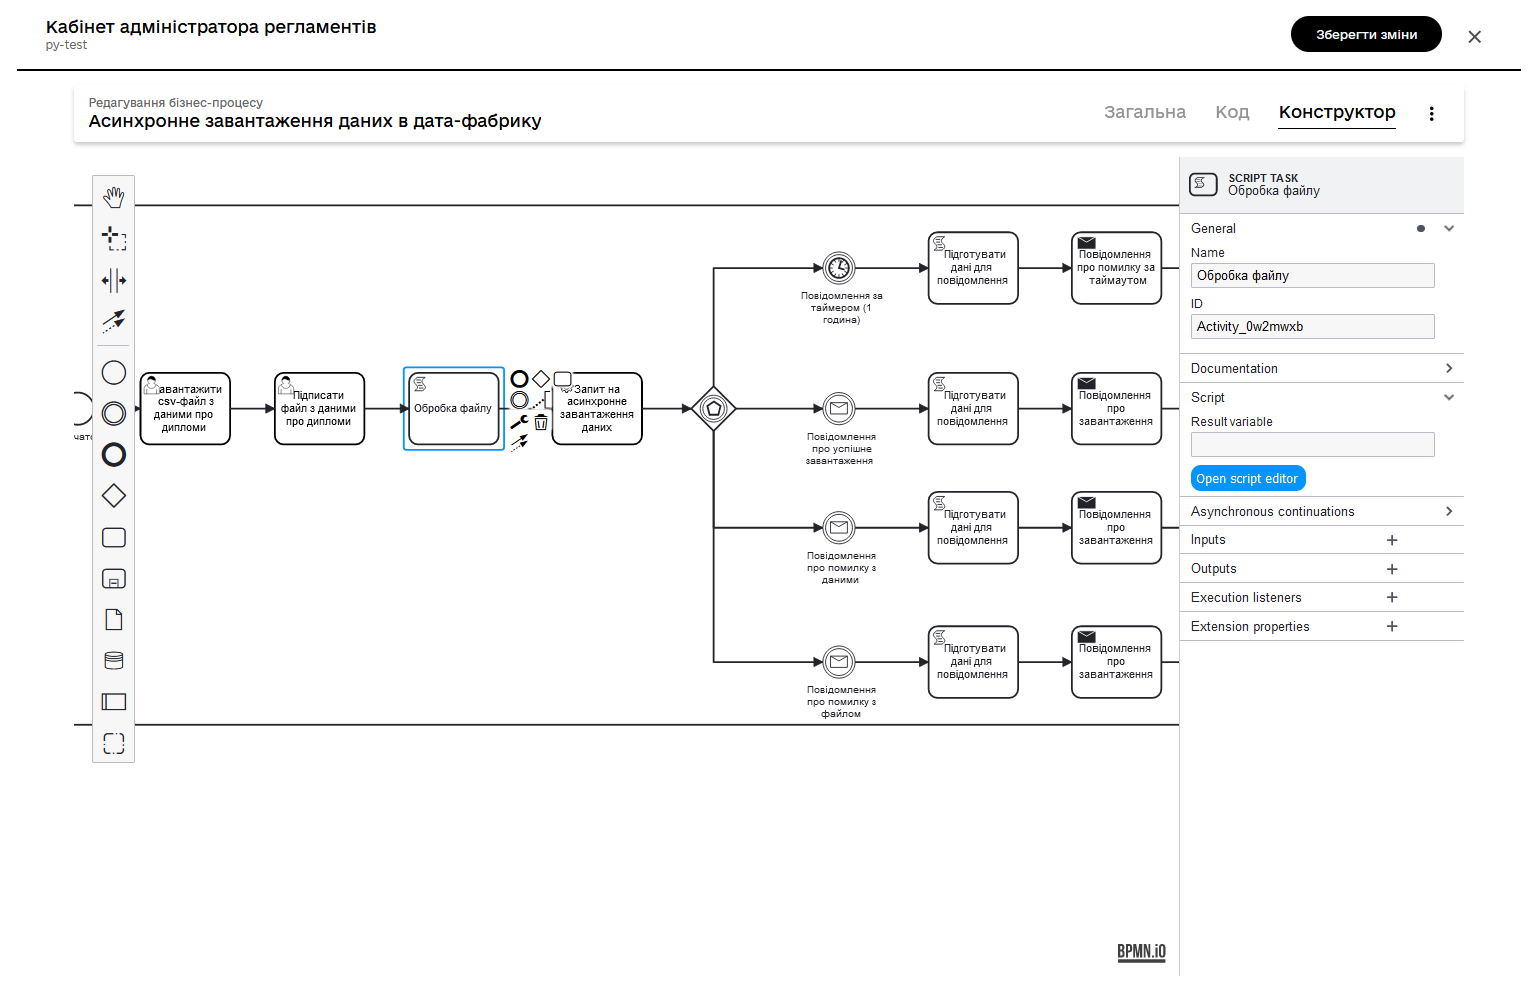 Кабінет адміністратора регламентів
py-test
Зберегти зміни
Редагування бізнес-процесу
Асинхронне завантаження даних в дата-фабрику
Загальна
Код
Конструктор
авантажити
csv-файл з
даними про
дипломи
Підписати
файл з даними
про дипломи
Обробка файлу
Запит на
асинхронне
завантаження
даних
Повідомлення за
таймером (1
година)
Підготувати
дані для
повідомлення
Повідомлення
про помилку за
таймаутом
Повідомлення
про успішне
завантаження
Підготувати
дані для
повідомлення
Повідомлення
про
завантаження
Повідомлення
про помилку з
даними
Підготувати
дані для
повідомлення
Повідомлення
про
завантаження
Повідомлення
про помилку з
файлом
Підготувати
дані для
повідомлення
Повідомлення
про
завантаження
SCRIPT TASK
Обробка файлу
General
Name
Обробка файлу
ID
Activity_0w2mwxb
Documentation
Script
Result variable
Open script editor
Asynchronous continuations
Inputs
Outputs
Execution listeners
Extension properties
BPMN.iO